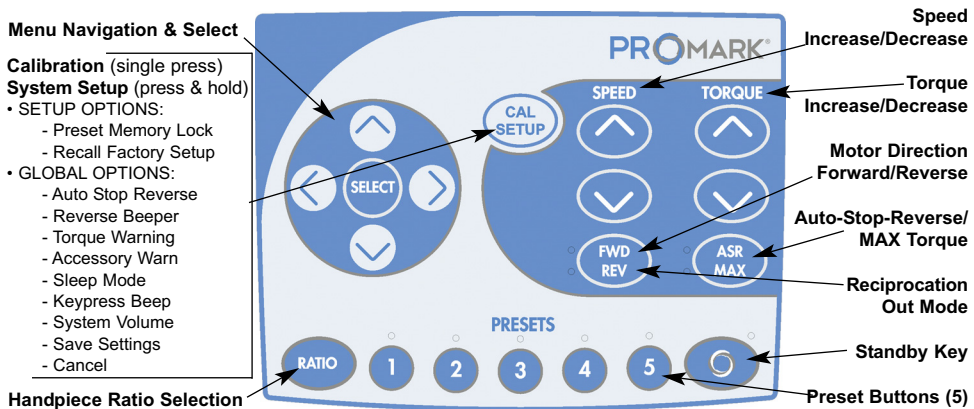 Menu Navigation & Select
Calibration (single press)
System Setup (press & hold)
• SETUP OPTIONS:
- Preset Memory Lock
- Recall Factory Setup
• GLOBAL OPTIONS:
- Auto Stop Reverse
- Reverse Beeper
- Torque Warning
- Accessory Warn
- Sleep Mode
- Keypress Beep
- System Volume
- Save Settings
- Cancel
Handpiece Ratio Selection
PROMARK®
SPEED
TORQUE
CAL
SETUP
SELECT
FWD
REV
ASR
MAX
PRESETS
RATIO
1
2
3
4
5
Speed
Increase/Decrease
Torque
Increase/Decrease
Motor Direction
Forward/Reverse
Auto-Stop-Reverse/
MAX Torque
Reciprocation
Out Mode
Standby Key
Preset Buttons (5)